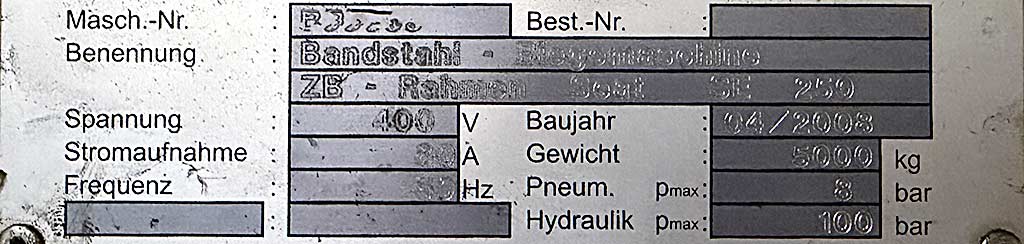 Masch.-Nr. : Best.-Nr. :
Benennung : Bandstahl - Biegemaschine
ZB - Rahmen Seat SE 250
Spannung : 400 V Baujahr : 04/2008
Stromaufnahme : A Gewicht : 5000 kg
Frequenz : Hz Pneum. pmax: 8 bar
: Hydraulik pmax: 100 bar